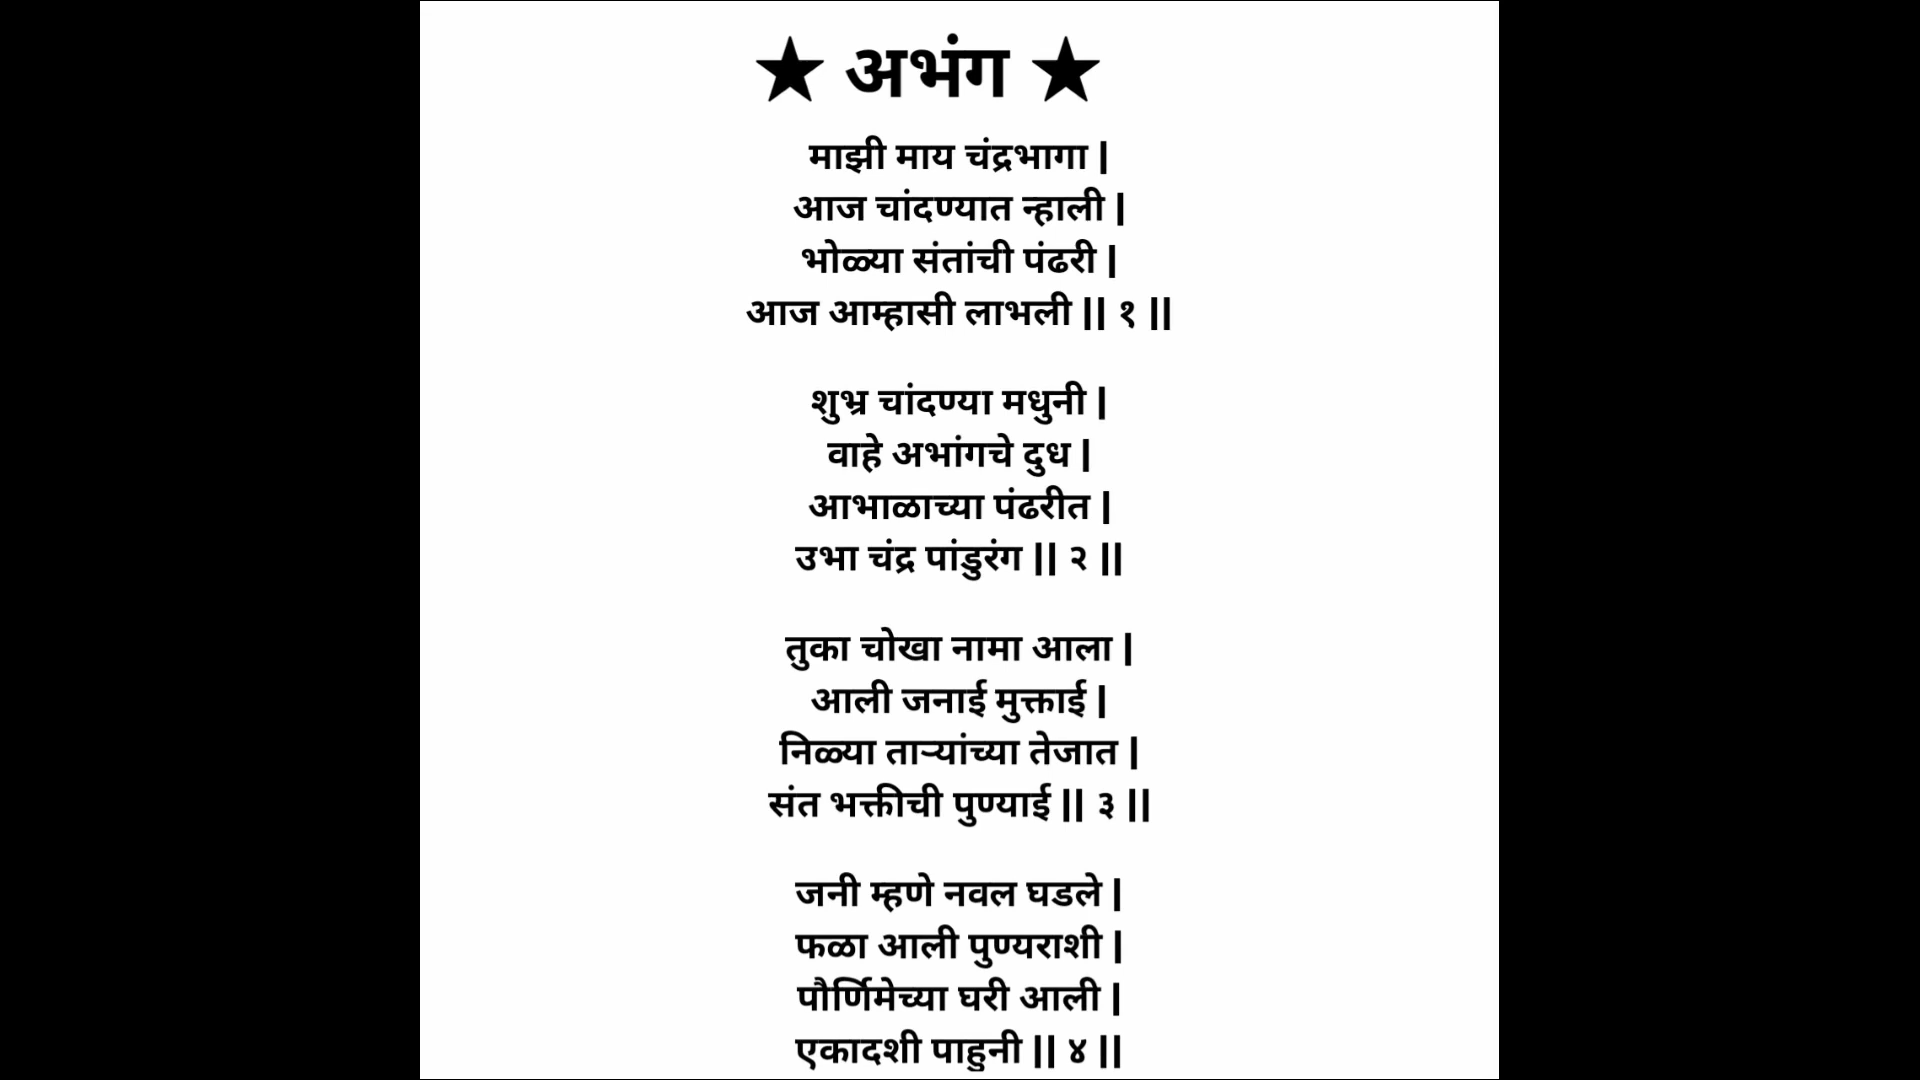 ★ अभंग ★
माझी माय चंद्रभागा |
आज चांदण्यात न्हाली |
भोळ्या संतांची पंढरी |
आज आम्हासी लाभली || १ ||
शुभ्र चांदण्या मधुनी |
वाहे अभांगचे दुध |
आभाळाच्या पंढरीत |
उभा चंद्र पांडुरंग || २ ||
तुका चोखा नामा आला |
आली जनाई मुक्ताई |
निळ्या ताऱ्यांच्या तेजात |
संत भक्तीची पुण्याई || ३ ||
जनी म्हणे नवल घडले |
फळा आली पुण्यराशी |
पौर्णिमेच्या घरी आली |
एकादशी पाहुनी || ४ ||